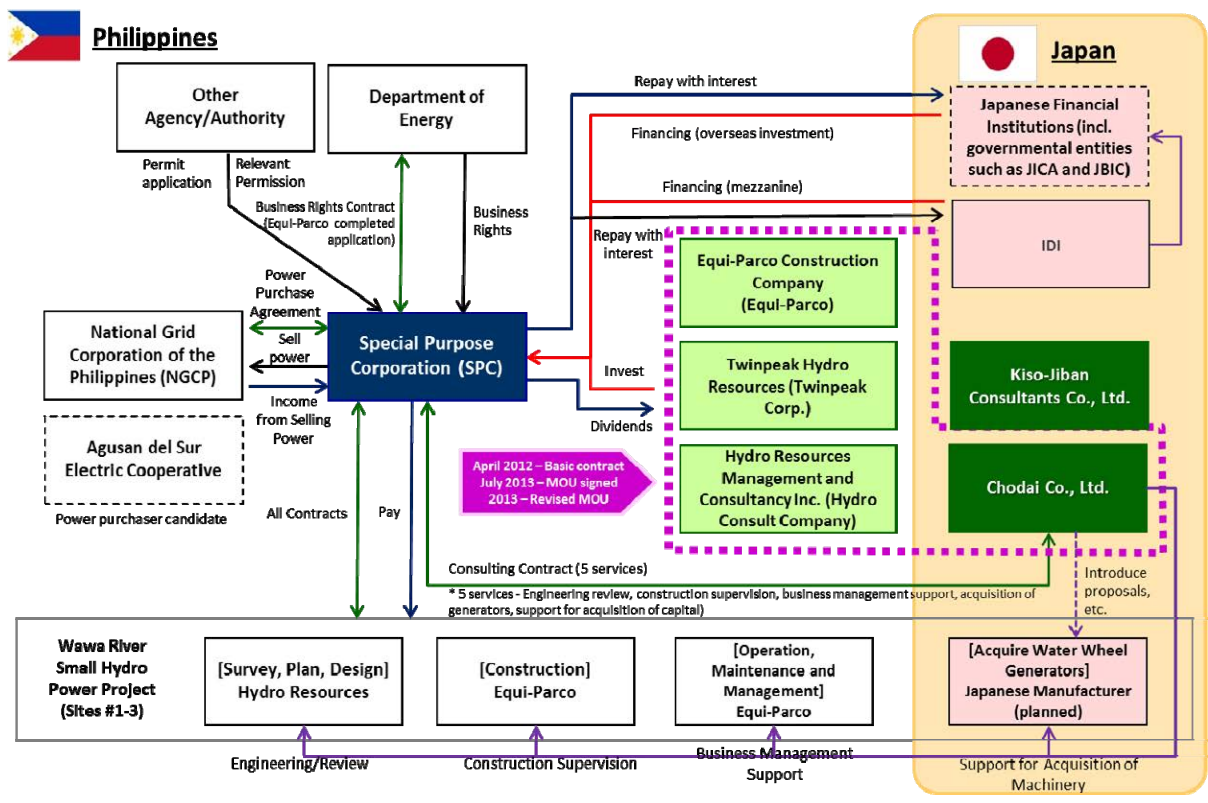 Philippines
Japan
Other
Agency/Authority
Department of
Energy
Repay with interest
Japanese Financial
Institutions (incl.
governmental entities
such as JICA and JBIC)
Financing (overseas investment)
Permit
application
Relevant
Permission
Financing (mezzanine)
Business Rights Contract
(Equi-Parco completed
application)
Business
Rights
Repay with
interest
IDI
Equi-Parco Construction
Company
(Equi-Parco)
Power
Purchase
Agreement
National Grid
Corporation of the
Philippines (NGCP)
Sell
power
Special Purpose
Corporation (SPC)
Invest
Twinpeak Hydro
Resources (Twinpeak
Corp.)
Kiso-Jiban
Consultants Co., Ltd.
Income
from Selling
Power
Dividends
Agusan del Sur
Electric Cooperative
Power purchaser candidate
April 2012 – Basic contract
July 2013 – MOU signed
2013 – Revised MOU
Hydro Resources
Management and
Consultancy Inc. (Hydro
Consult Company)
Chodai Co., Ltd.
All Contracts
Pay
Consulting Contract (5 services)
* 5 services - Engineering review, construction supervision, business management support, acquisition of
generators, support for acquisition of capital)
Introduce
proposals,
etc.
Wawa River
Small Hydro
Power Project
(Sites #1-3)
[Survey, Plan, Design]
Hydro Resources
[Construction]
Equi-Parco
[Operation,
Maintenance and
Management]
Equi-Parco
[Acquire Water Wheel
Generators]
Japanese Manufacturer
(planned)
Engineering/Review
Construction Supervision
Business Management
Support
Support for Acquisition of
Machinery